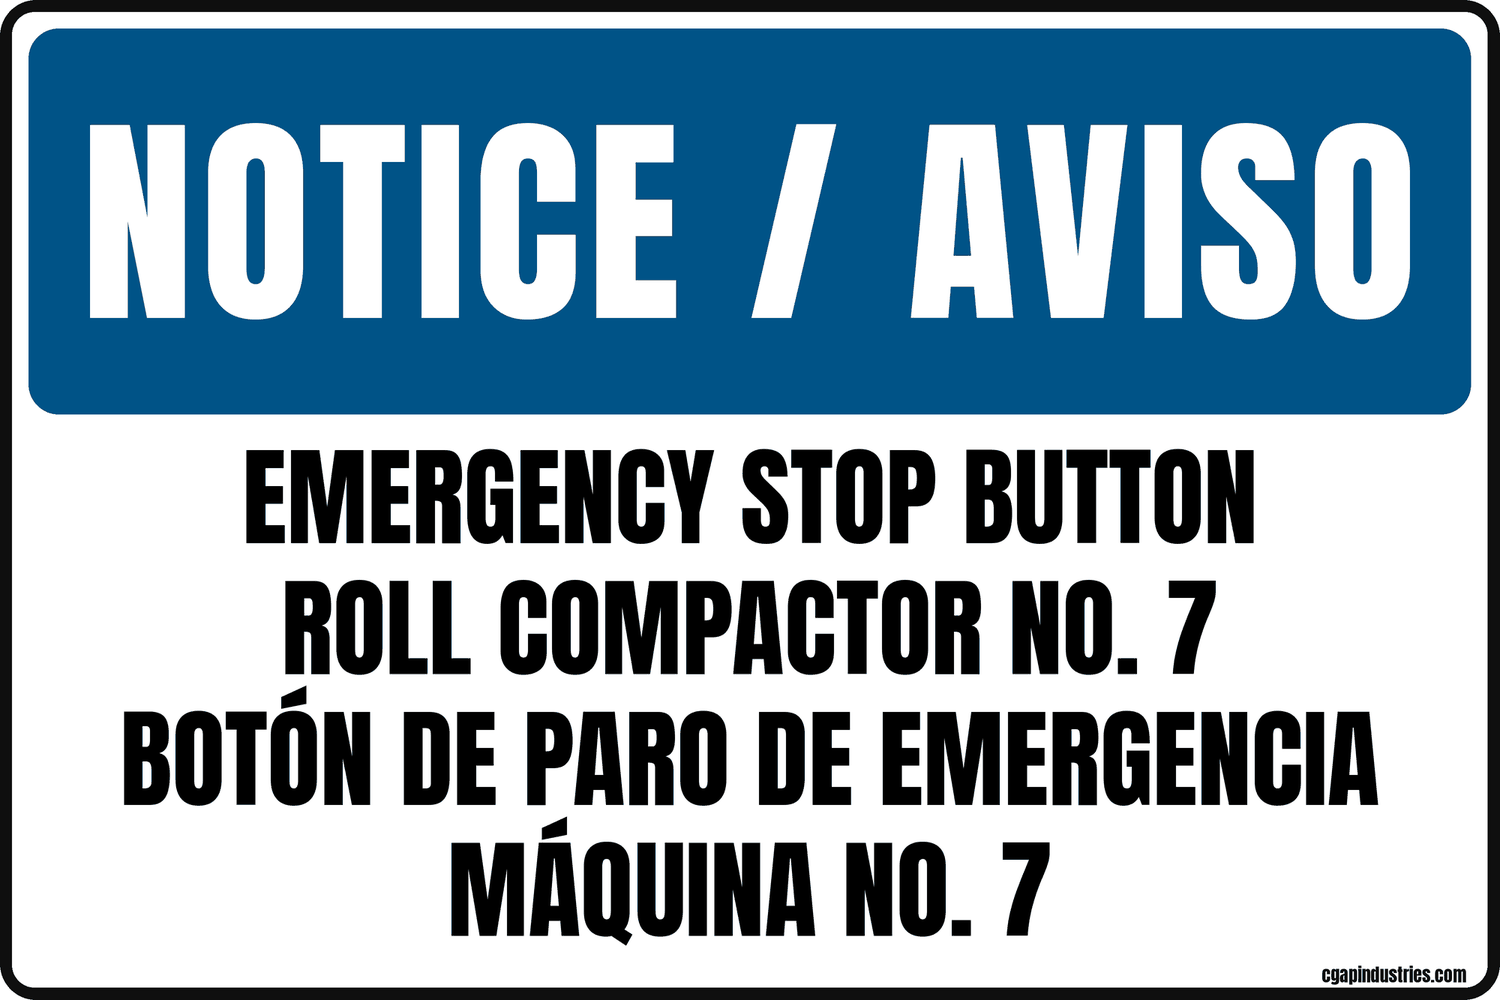 NOTICE / AVISO
EMERGENCY STOP BUTTON
ROLL COMPACTOR NO. 7
BOTÓN DE PARO DE EMERGENCIA
MÁQUINA NO. 7
cgapindustries.com